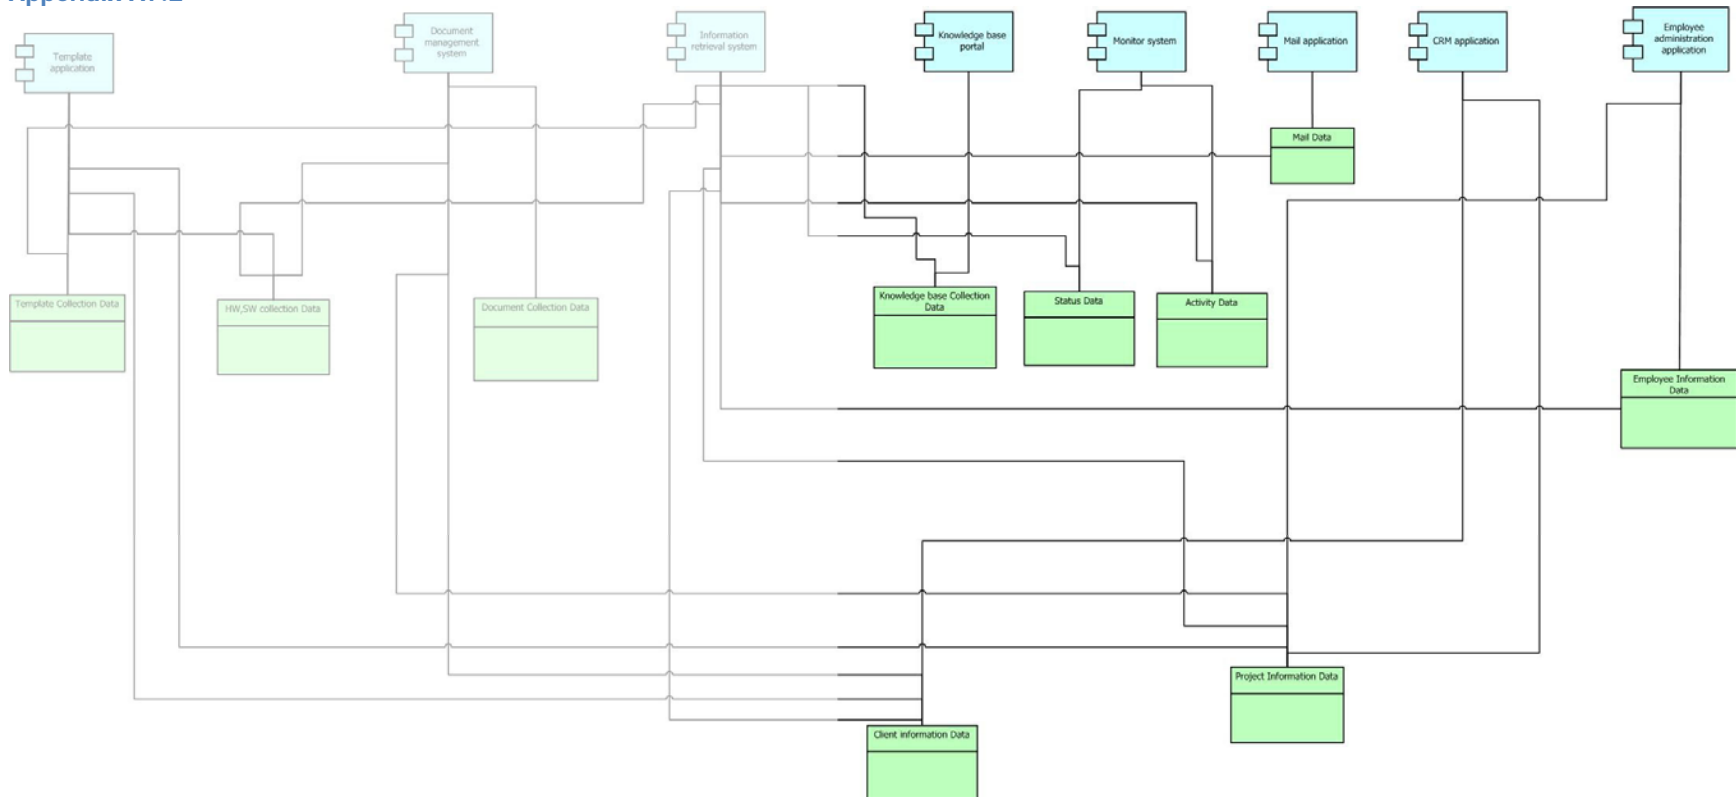 Template
application
Document
management
system
Information
retrieval system
Knowledge base
portal
Monitor system
Mail application
CRM application
Employee
administration
application
Mail Data
Template Collection Data
HW,SW collection Data
Document Collection Data
Knowledge base Collection
Data
Status Data
Activity Data
Employee Information
Data
Project Information Data
Client information Data